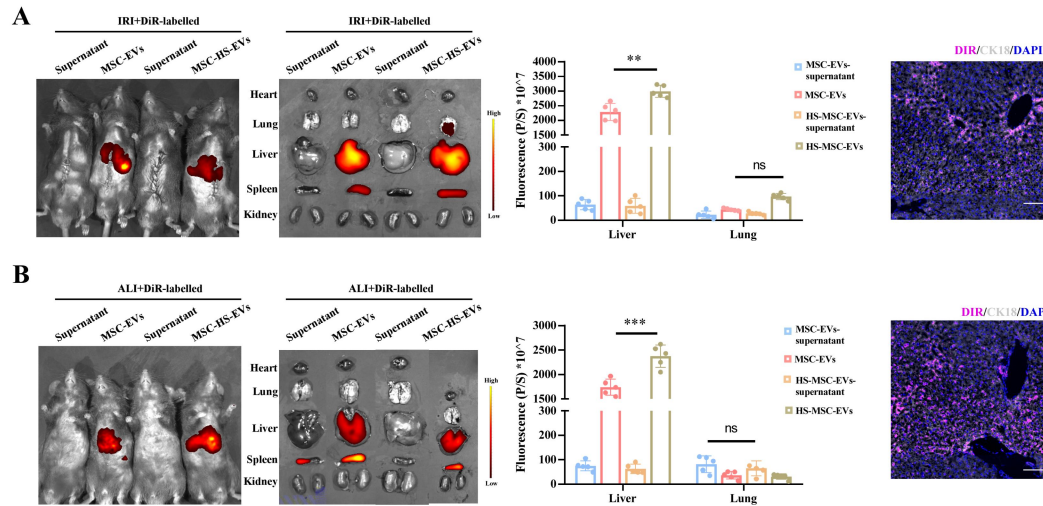 A
IRI+DiR-labelled
Supernatant
MSC-EVs
Supernatant
MSC-HS-EVs
IRI+DiR-labelled
Supernatant
MSC-EVs
Supernatant
MSC-HS-EVs
Heart
Lung
Liver
Spleen
Kidney
High
Low
Fluorescence (P/S) *10^7
4000
3500
3000
2500
2000
1500
200
100
0
**
ns
Liver
Lung
MSC-EVs-
supernatant
MSC-EVs
HS-MSC-EVs-
supernatant
HS-MSC-EVs
DIR/CK18/DAPI
B
ALI+DiR-labelled
Supernatant
MSC-EVs
Supernatant
MSC-HS-EVs
ALI+DiR-labelled
Supernatant
MSC-EVs
Supernatant
MSC-HS-EVs
Heart
Lung
Liver
Spleen
Kidney
High
Low
Fluorescence (P/S) *10^7
3000
2500
2000
1500
200
100
0
***
ns
Liver
Lung
MSC-EVs-
supernatant
MSC-EVs
HS-MSC-EVs-
supernatant
HS-MSC-EVs
DIR/CK18/DAP